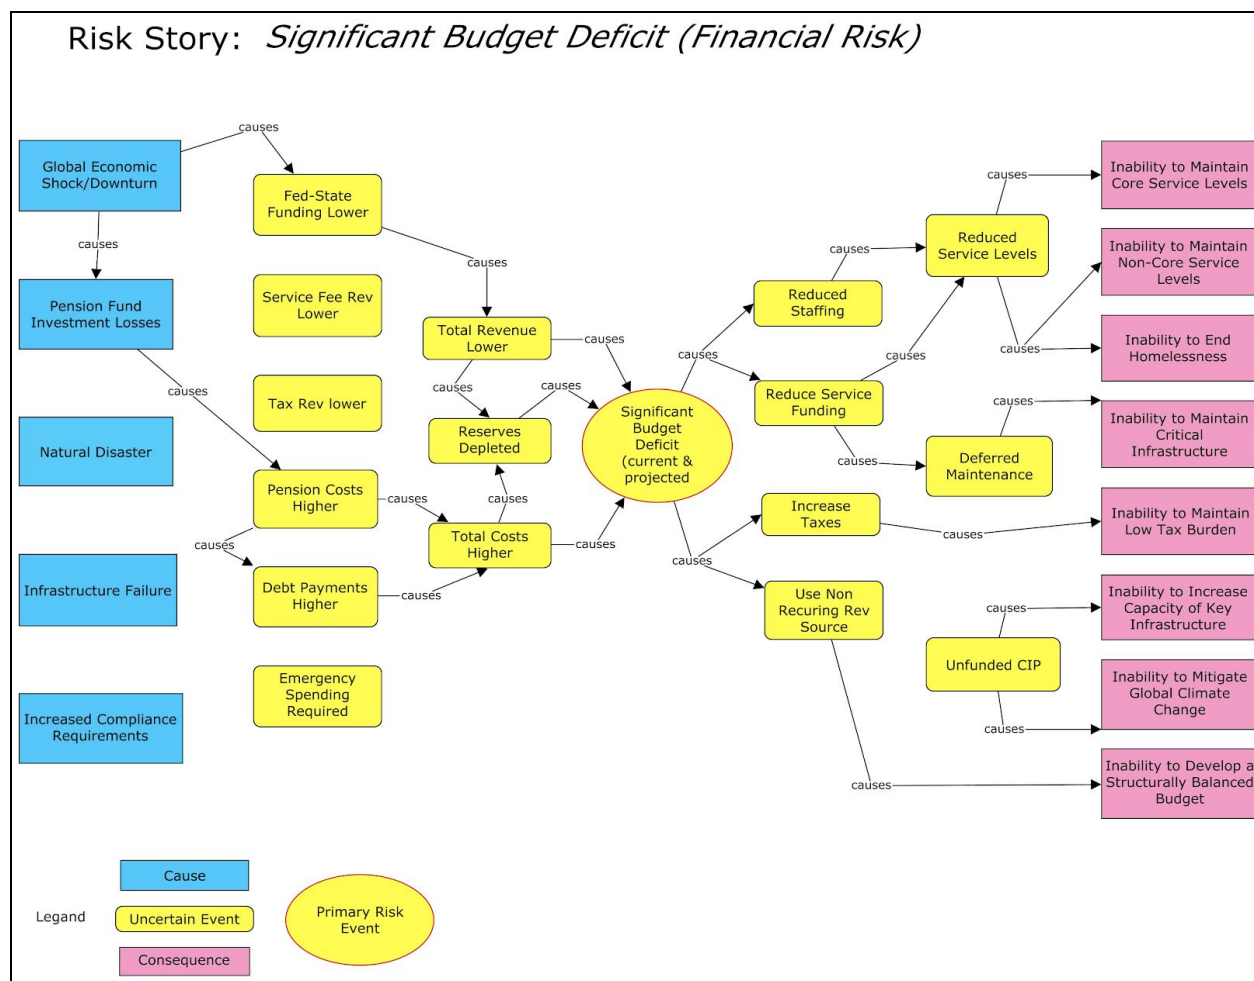 Risk Story: Significant Budget Deficit (Financial Risk)
causes
Global Economic
Shock/Downturn
causes
Pension Fund
Investment Losses
causes
Natural Disaster
Infrastructure Failure
Increased Compliance
Requirements
Fed-State
Funding Lower
causes
Service Fee Rev
Lower
Tax Rev lower
Pension Costs
Higher
causes
causes
Debt Payments
Higher
causes
Emergency
Spending
Required
Total Revenue
Lower
causes
causes
Reserves
Depleted
causes
causes
Total Costs
Higher
causes
Significant
Budget
Deficit
(current &
projected
causes
causes
Reduced
Staffing
causes
Reduce Service
Funding
causes
causes
Increase
Taxes
causes
Use Non
Recuring Rev
Source
causes
Reduced
Service Levels
causes
causes
Deferred
Maintenance
causes
Unfunded CIP
causes
causes
Inability to Maintain
Core Service Levels
Inability to Maintain
Non-Core Service
Levels
Inability to End
Homelessness
Inability to Maintain
Critical
Infrastructure
Inability to Maintain
Low Tax Burden
Inability to Increase
Capacity of Key
Infrastructure
Inability to Mitigate
Global Climate
Change
Inability to Develop a
Structurally Balanced
Budget
Legand
Cause
Uncertain Event
Consequence
Primary Risk
Event